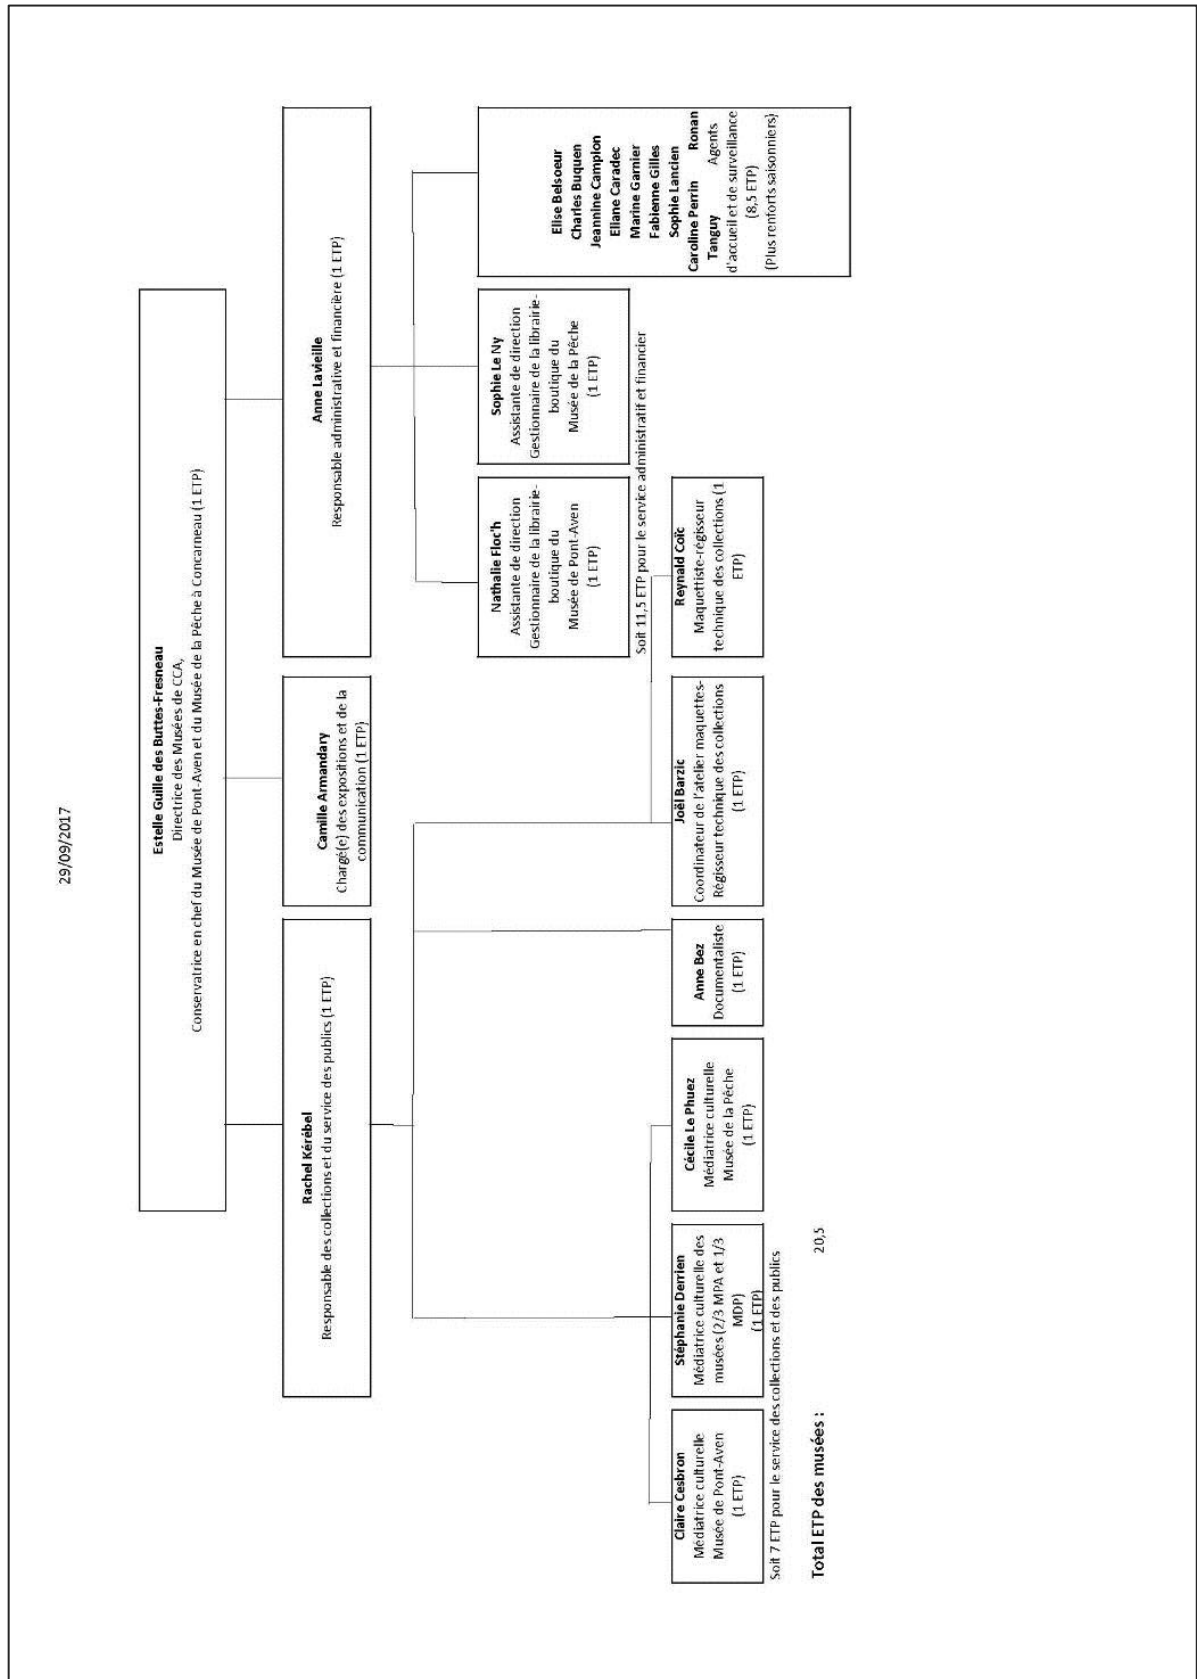 29/09/2017
Estelle Guille des Buttes-Fresneau
Directrice des Musées de CCA,
Conservatrice en chef du Musée de Pont-Aven et du Musée de la Pêche à Concarneau (1 ETP)
Rachel Kérébel
Responsable des collections et du service des publics (1 ETP)
Camille Armandary
Chargé(e) des expositions et de la
communication (1 ETP)
Anne Lavieille
Responsable administrative et financière (1 ETP)
Nathalie Floc'h
Assistante de direction
Gestionnaire de la librairie-
boutique du
Musée de Pont-Aven
(1 ETP)
Sophie Le Ny
Assistante de direction
Gestionnaire de la librairie-
boutique du
Musée de la Pêche
(1 ETP)
Elise Belsoeur
Charles Buquen
Jeannine Campion
Eliane Caradec
Marine Garnier
Fabienne Gilles
Sophie Lancien
Caroline Perrin Ronan
Tanguy Agents
d'accueil et de surveillance
(8,5 ETP)
(Plus renforts saisonniers)
Soit 11,5 ETP pour le service administratif et financier
Claire Cesbron
Médiatrice culturelle
Musée de Pont-Aven
(1 ETP)
Stéphanie Derrien
Médiatrice culturelle des
musées (2/3 MPA et 1/3
MDP)
(1 ETP)
Cécile Le Phuez
Médiatrice culturelle
Musée de la Pêche
(1 ETP)
Anne Bez
Documentaliste
(1 ETP)
Joël Barzic
Coordinateur de l'atelier maquettes-
Régisseur technique des collections
(1 ETP)
Reynald Coïc
Maquettiste-régisseur
technique des collections (1
ETP)
Soit 7 ETP pour le service des collections et des publics
Total ETP des musées : 20,5